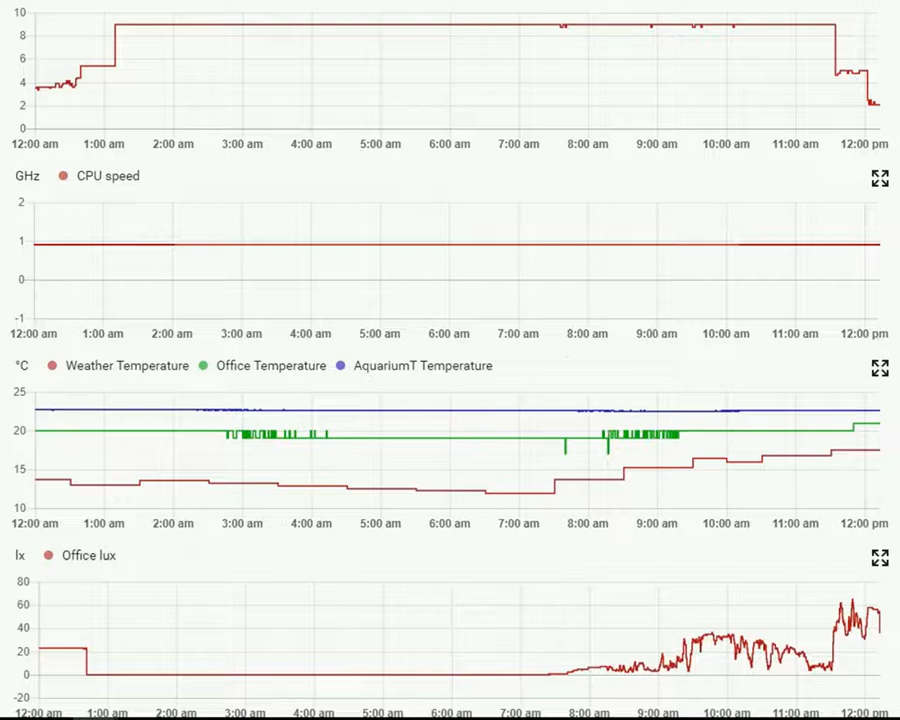 10
8
6
4
2
0
12:00 am 1:00 am 2:00 am 3:00 am 4:00 am 5:00 am 6:00 am 7:00 am 8:00 am 9:00 am 10:00 am 11:00 am 12:00 pm
GHz CPU speed
2
1
0
-1
12:00 am 1:00 am 2:00 am 3:00 am 4:00 am 5:00 am 6:00 am 7:00 am 8:00 am 9:00 am 10:00 am 11:00 am 12:00 pm
°C Weather Temperature Office Temperature AquariumT Temperature
25
20
15
10
12:00 am 1:00 am 2:00 am 3:00 am 4:00 am 5:00 am 6:00 am 7:00 am 8:00 am 9:00 am 10:00 am 11:00 am 12:00 pm
lx Office lux
80
60
40
20
0
-20
12:00 am 1:00 am 2:00 am 3:00 am 4:00 am 5:00 am 6:00 am 7:00 am 8:00 am 9:00 am 10:00 am 11:00 am 12:00 pm